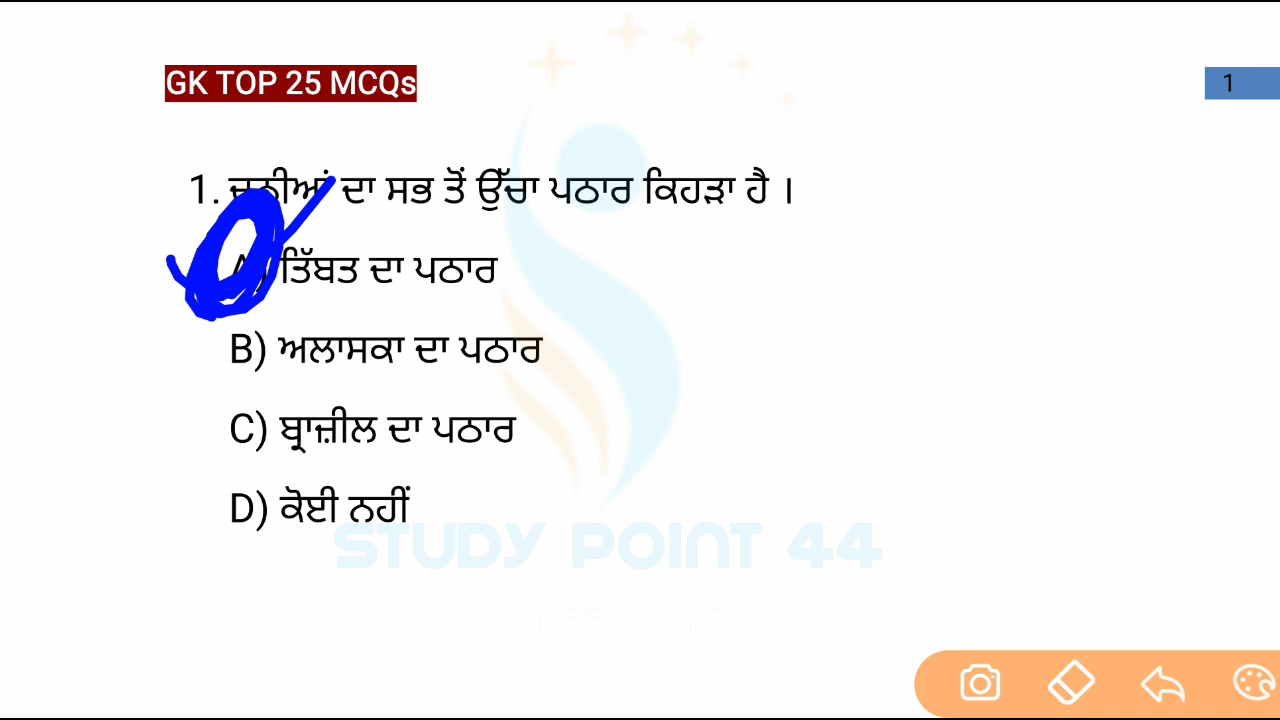 GK TOP 25 MCQs
1
1. ਦਾ ਸਭ ਤੋਂ ਉੱਚਾ ਪਠਾਰ ਕਿਹੜਾ ਹੈ ।
A) ਤਿੱਬਤ ਦਾ ਪਠਾਰ
B) ਅਲਾਸਕਾ ਦਾ ਪਠਾਰ
C) ਬ੍ਰਾਜ਼ੀਲ ਦਾ ਪਠਾਰ
D) ਕੋਈ ਨਹੀਂ
STUDY POINT 44